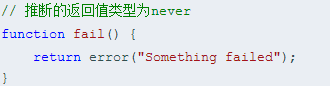 // 推断的返回值类型为never
function fail() {
    return error("Something failed");
}